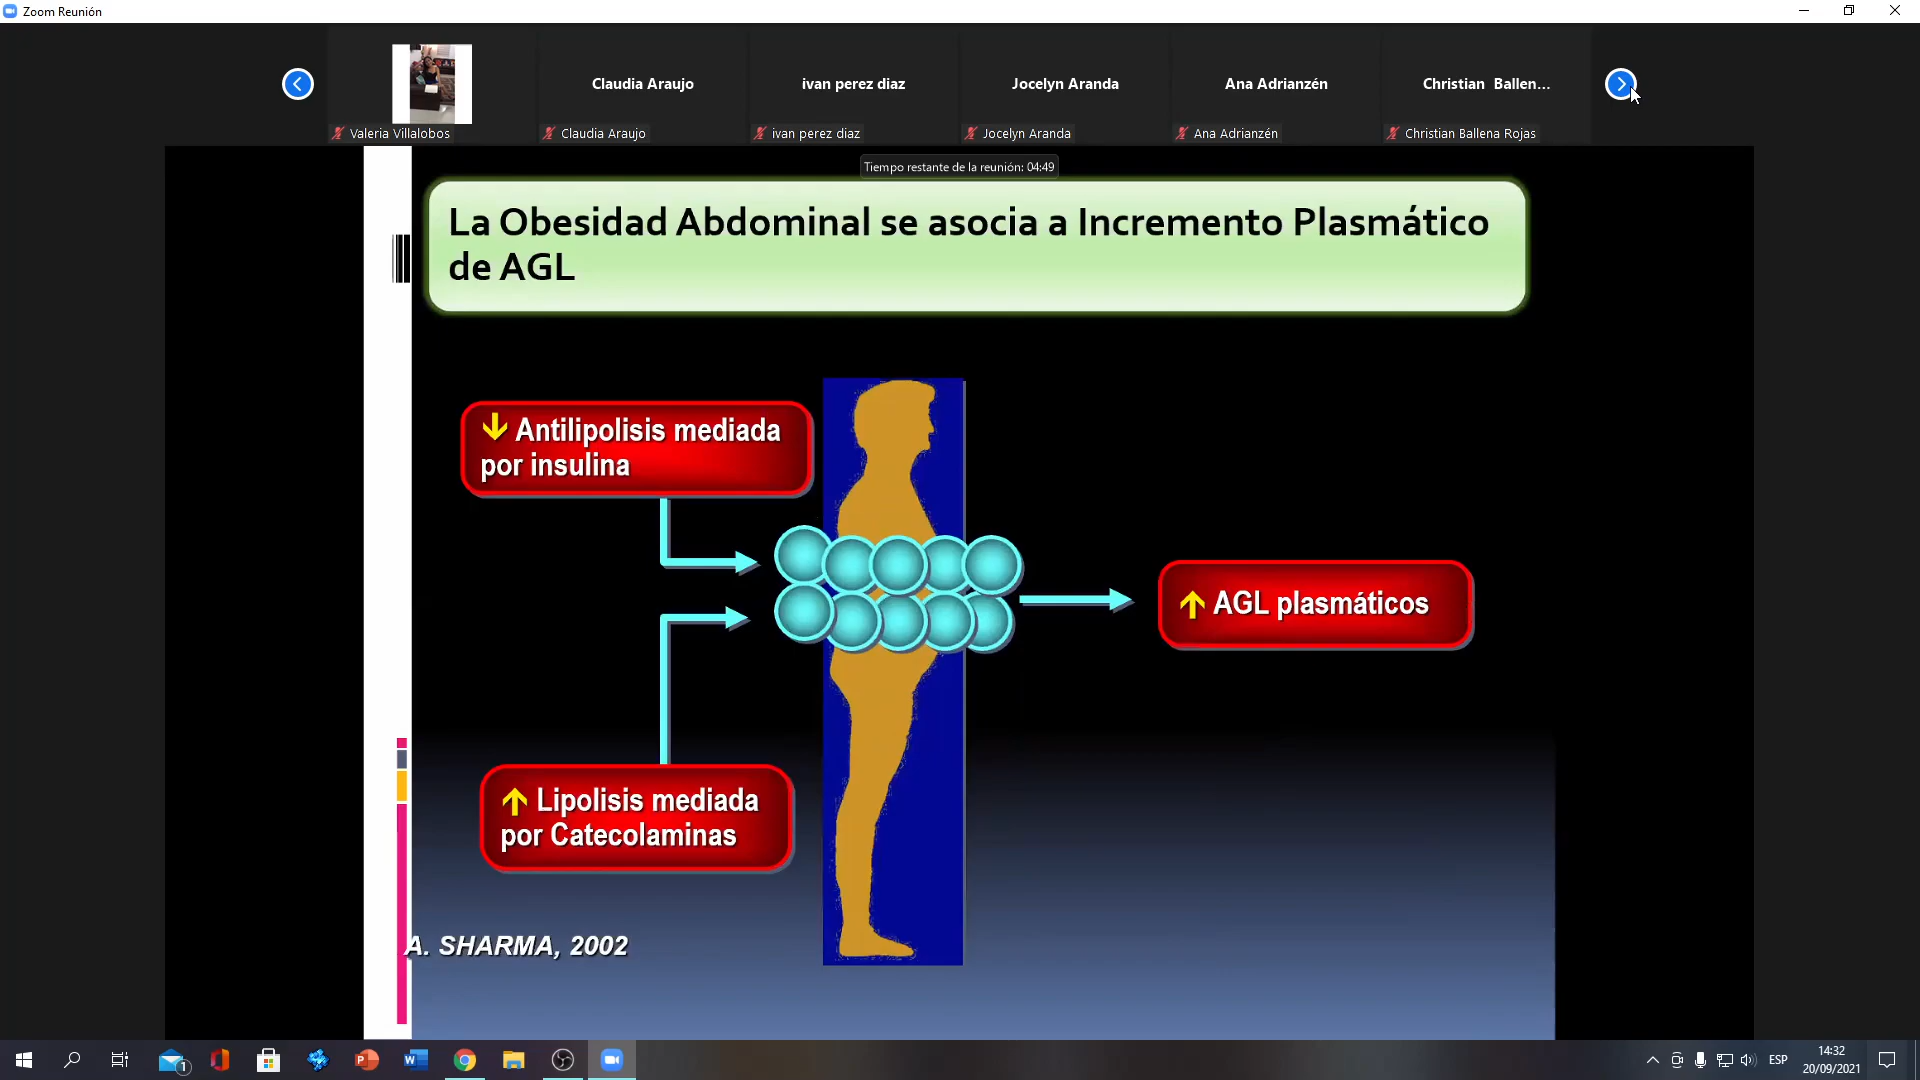 Zoom Reunión
Claudia Araujo
ivan perez diaz
Jocelyn Aranda
Ana Adrianzén
Christian Ballen...
Valeria Villalobos
Claudia Araujo
ivan perez diaz
Jocelyn Aranda
Ana Adrianzén
Christian Ballena Rojas
Tiempo restante de la reunión: 04:49
La Obesidad Abdominal se asocia a Incremento Plasmático
de AGL
↓ Antilipolisis mediada
por insulina
↑ AGL plasmáticos
↑ Lipolisis mediada
por Catecolaminas
A. SHARMA, 2002
1
ESP
14:32
20/09/2021